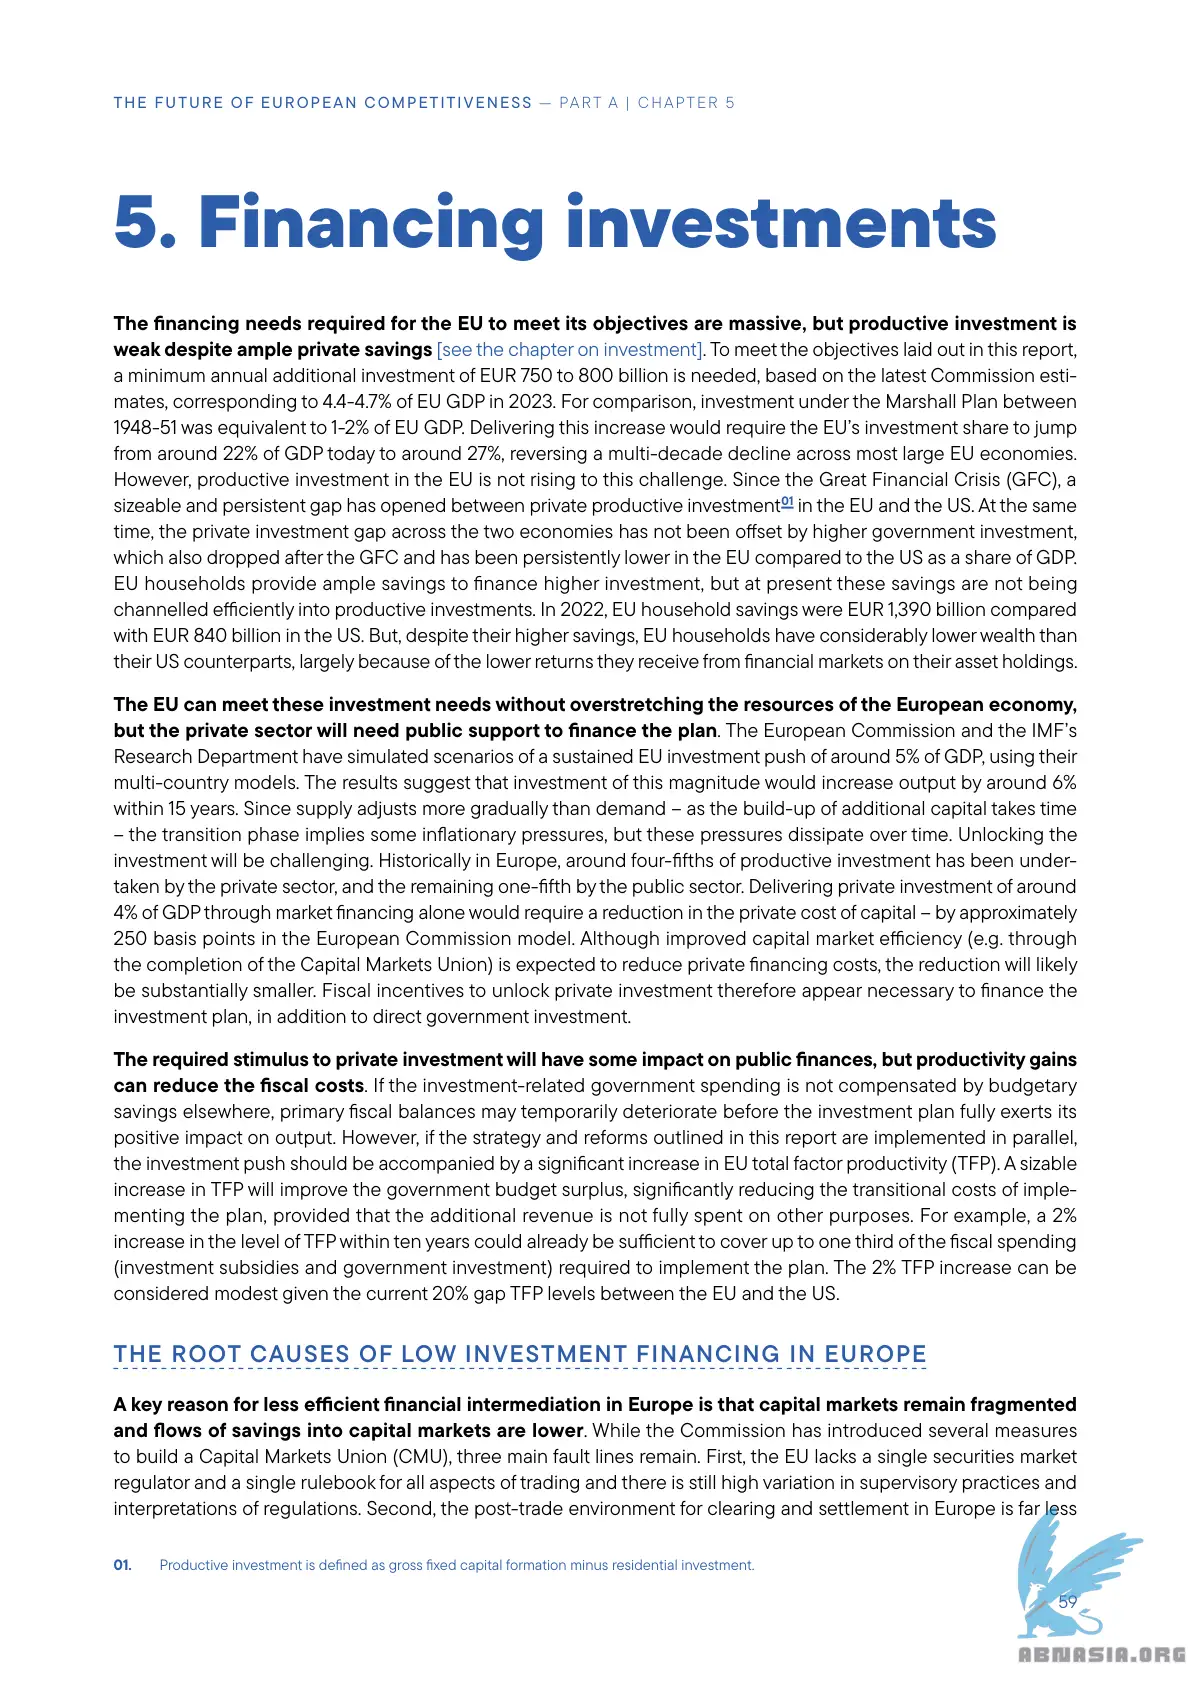 THE FUTURE OF EUROPEAN COMPETITIVENESS — PART A | CHAPTER 5
5. Financing investments
The financing needs required for the EU to meet its objectives are massive, but productive investment is
weak despite ample private savings [see the chapter on investment]. To meet the objectives laid out in this report,
a minimum annual additional investment of EUR 750 to 800 billion is needed, based on the latest Commission esti-
mates, corresponding to 4.4-4.7% of EU GDP in 2023. For comparison, investment under the Marshall Plan between
1948-51 was equivalent to 1-2% of EU GDP. Delivering this increase would require the EU's investment share to jump
from around 22% of GDP today to around 27%, reversing a multi-decade decline across most large EU economies.
However, productive investment in the EU is not rising to this challenge. Since the Great Financial Crisis (GFC), a
sizeable and persistent gap has opened between private productive investment01 in the EU and the US. At the same
time, the private investment gap across the two economies has not been offset by higher government investment,
which also dropped after the GFC and has been persistently lower in the EU compared to the US as a share of GDP.
EU households provide ample savings to finance higher investment, but at present these savings are not being
channelled efficiently into productive investments. In 2022, EU household savings were EUR 1,390 billion compared
with EUR 840 billion in the US. But, despite their higher savings, EU households have considerably lower wealth than
their US counterparts, largely because of the lower returns they receive from financial markets on their asset holdings.
The EU can meet these investment needs without overstretching the resources of the European economy,
but the private sector will need public support to finance the plan. The European Commission and the IMF's
Research Department have simulated scenarios of a sustained EU investment push of around 5% of GDP, using their
multi-country models. The results suggest that investment of this magnitude would increase output by around 6%
within 15 years. Since supply adjusts more gradually than demand – as the build-up of additional capital takes time
– the transition phase implies some inflationary pressures, but these pressures dissipate over time. Unlocking the
investment will be challenging. Historically in Europe, around four-fifths of productive investment has been under-
taken by the private sector, and the remaining one-fifth by the public sector. Delivering private investment of around
4% of GDP through market financing alone would require a reduction in the private cost of capital – by approximately
250 basis points in the European Commission model. Although improved capital market efficiency (e.g. through
the completion of the Capital Markets Union) is expected to reduce private financing costs, the reduction will likely
be substantially smaller. Fiscal incentives to unlock private investment therefore appear necessary to finance the
investment plan, in addition to direct government investment.
The required stimulus to private investment will have some impact on public finances, but productivity gains
can reduce the fiscal costs. If the investment-related government spending is not compensated by budgetary
savings elsewhere, primary fiscal balances may temporarily deteriorate before the investment plan fully exerts its
positive impact on output. However, if the strategy and reforms outlined in this report are implemented in parallel,
the investment push should be accompanied by a significant increase in EU total factor productivity (TFP). A sizable
increase in TFP will improve the government budget surplus, significantly reducing the transitional costs of imple-
menting the plan, provided that the additional revenue is not fully spent on other purposes. For example, a 2%
increase in the level of TFP within ten years could already be sufficient to cover up to one third of the fiscal spending
(investment subsidies and government investment) required to implement the plan. The 2% TFP increase can be
considered modest given the current 20% gap TFP levels between the EU and the US.
THE ROOT CAUSES OF LOW INVESTMENT FINANCING IN EUROPE
A key reason for less efficient financial intermediation in Europe is that capital markets remain fragmented
and flows of savings into capital markets are lower. While the Commission has introduced several measures
to build a Capital Markets Union (CMU), three main fault lines remain. First, the EU lacks a single securities market
regulator and a single rulebook for all aspects of trading and there is still high variation in supervisory practices and
interpretations of regulations. Second, the post-trade environment for clearing and settlement in Europe is far less
01. Productive investment is defined as gross fixed capital formation minus residential investment.
59
ABNASIA.ORG